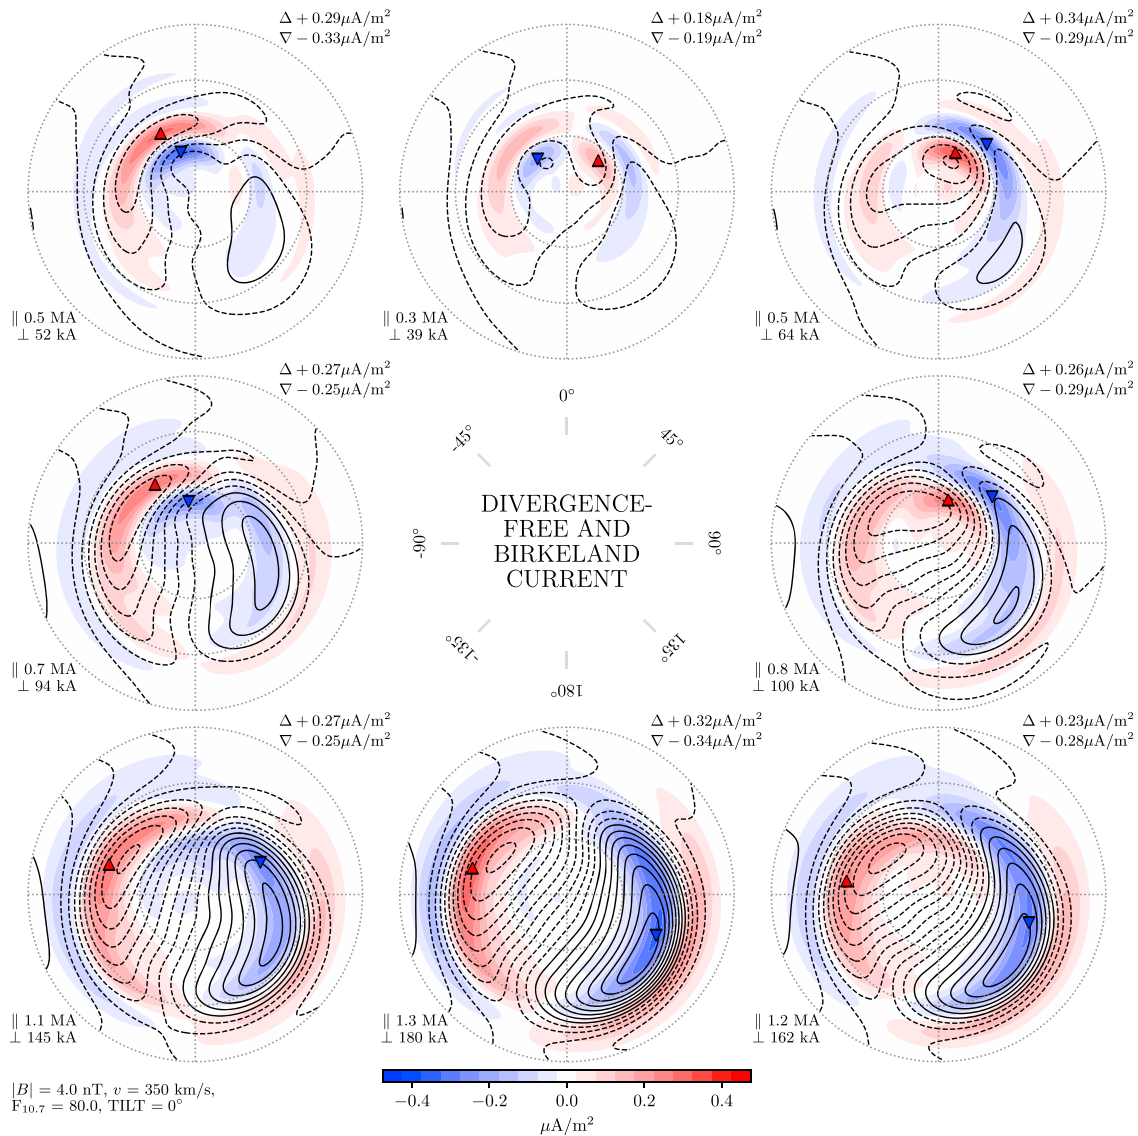 Δ + 0.29μA/m²
∇ − 0.33μA/m²
∥ 0.5 MA
⊥ 52 kA
Δ + 0.18μA/m²
∇ − 0.19μA/m²
∥ 0.3 MA
⊥ 39 kA
Δ + 0.34μA/m²
∇ − 0.29μA/m²
∥ 0.5 MA
⊥ 64 kA
Δ + 0.27μA/m²
∇ − 0.25μA/m²
∥ 0.7 MA
⊥ 94 kA
0°
-45°
45°
-90°
90°
DIVERGENCE-
FREE AND
BIRKELAND
CURRENT
-135°
135°
180°
Δ + 0.26μA/m²
∇ − 0.29μA/m²
∥ 0.8 MA
⊥ 100 kA
Δ + 0.27μA/m²
∇ − 0.25μA/m²
∥ 1.1 MA
⊥ 145 kA
Δ + 0.32μA/m²
∇ − 0.34μA/m²
∥ 1.3 MA
⊥ 180 kA
Δ + 0.23μA/m²
∇ − 0.28μA/m²
∥ 1.2 MA
⊥ 162 kA
|B| = 4.0 nT, v = 350 km/s,
F₁₀.₇ = 80.0, TILT = 0°
−0.4 −0.2 0.0 0.2 0.4
μA/m²